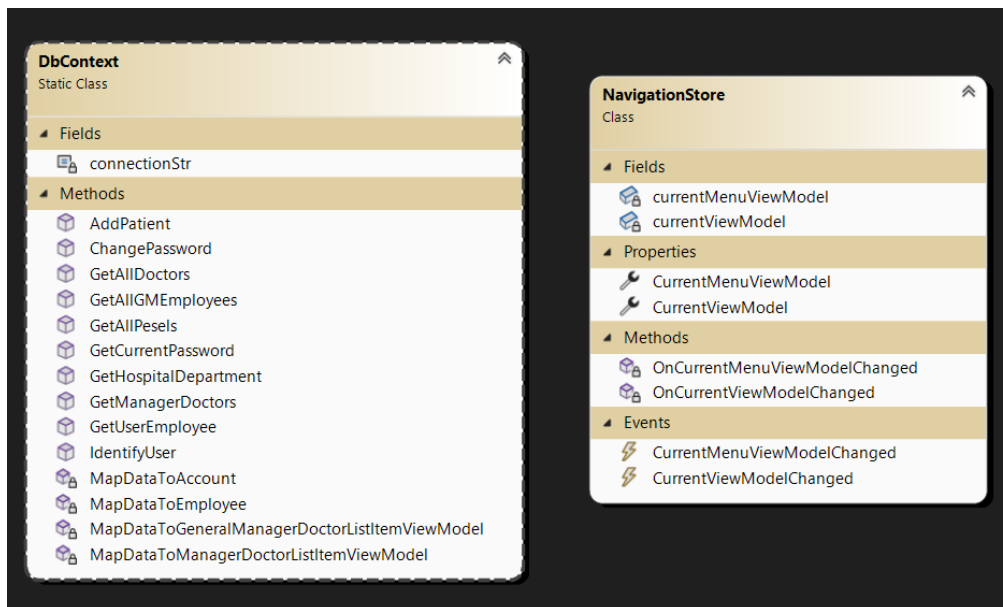 DbContext
Static Class
Fields
connectionStr
Methods
AddPatient
ChangePassword
GetAllDoctors
GetAllGMEmployees
GetAllPesels
GetCurrentPassword
GetHospitalDepartment
GetManagerDoctors
GetUserEmployee
IdentifyUser
MapDataToAccount
MapDataToEmployee
MapDataToGeneralManagerDoctorListItemViewModel
MapDataToManagerDoctorListItemViewModel
NavigationStore
Class
Fields
currentMenuViewModel
currentViewModel
Properties
CurrentMenuViewModel
CurrentViewModel
Methods
OnCurrentMenuViewModelChanged
OnCurrentViewModelChanged
Events
CurrentMenuViewModelChanged
CurrentViewModelChanged